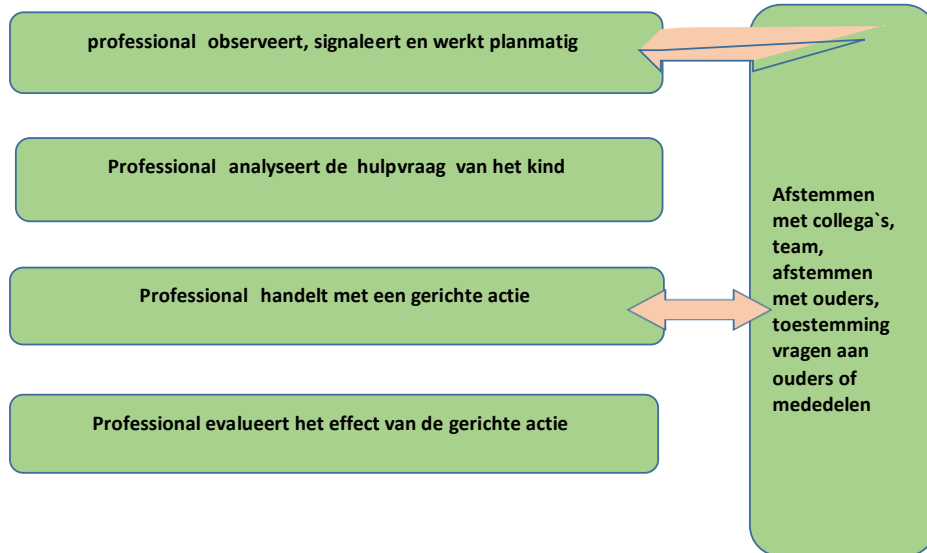 professional observeert, signaleert en werkt planmatig
Professional analyseert de hulpvraag van het kind
Professional handelt met een gerichte actie
Professional evalueert het effect van de gerichte actie
Afstemmen
met collega`s,
team,
afstemmen
met ouders,
toestemming
vragen aan
ouders of
mededelen